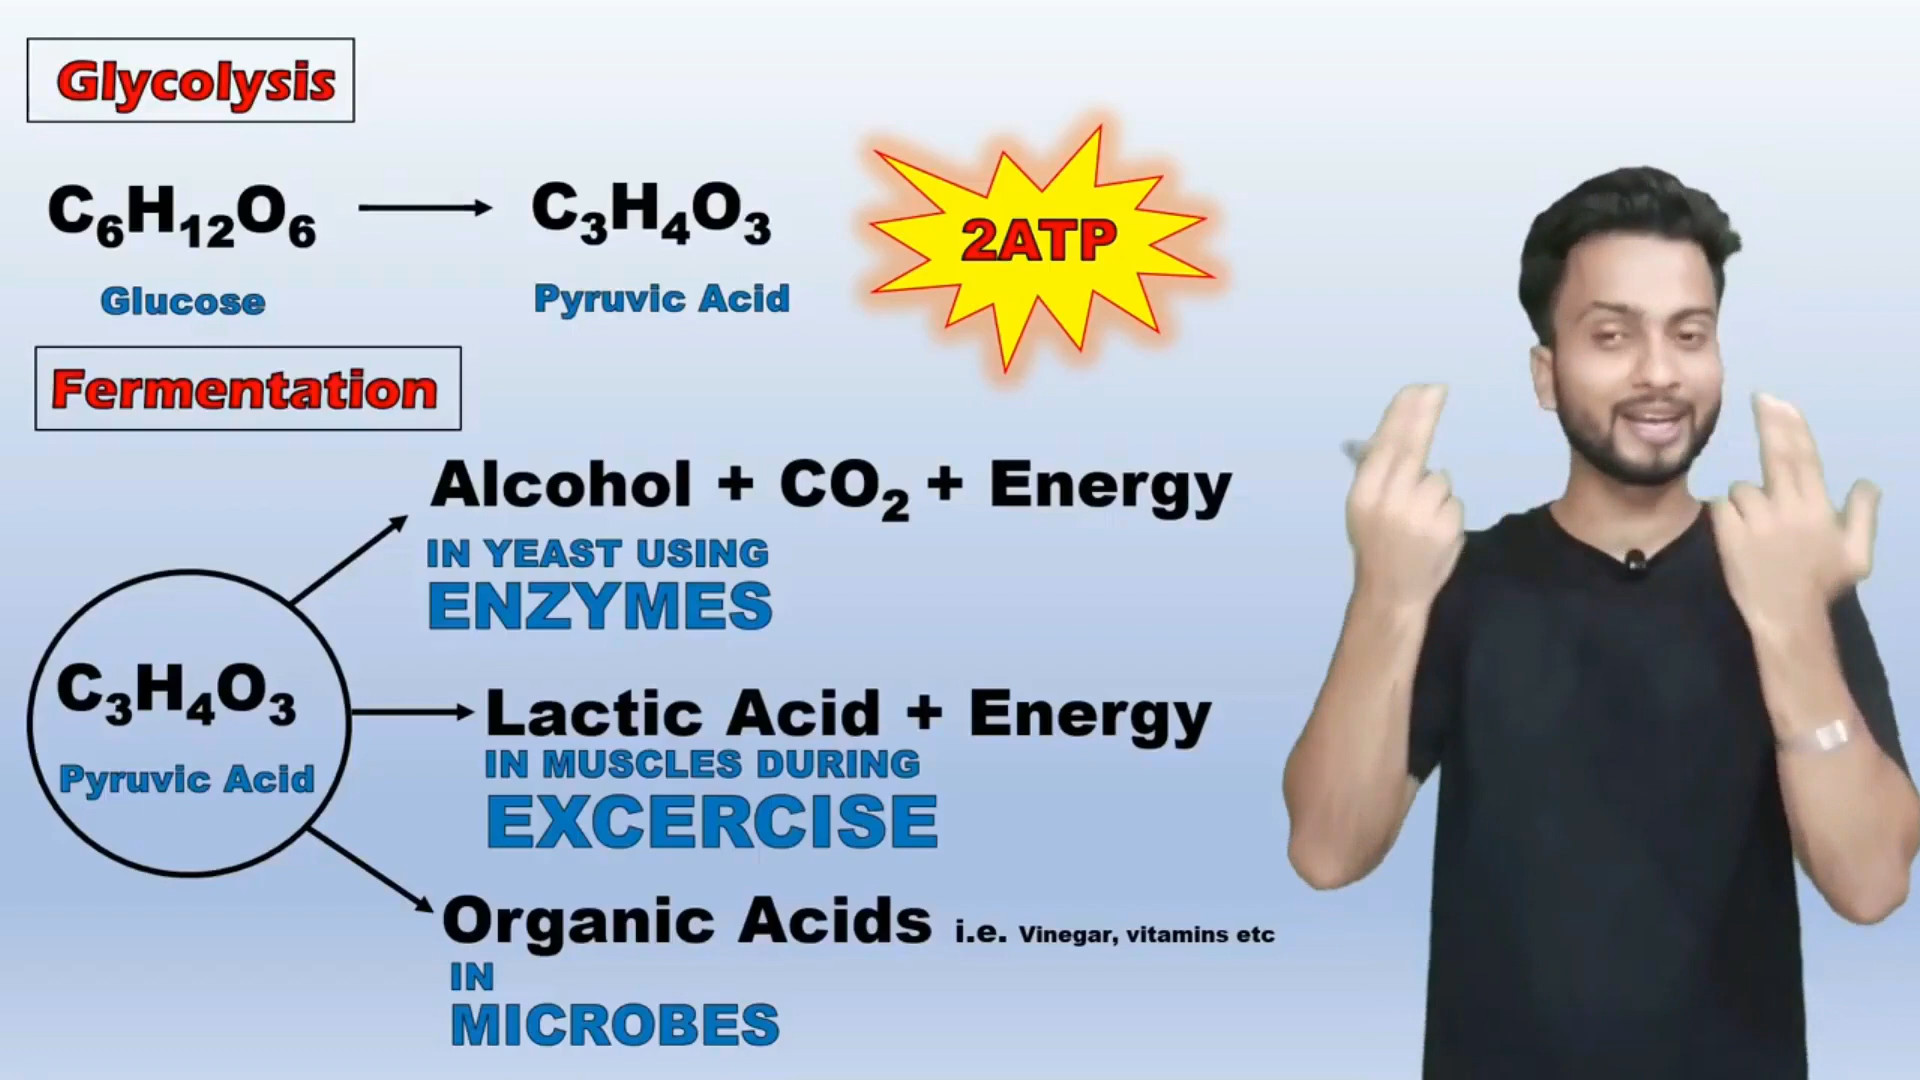 Glycolysis
C₆H₁₂O₆ → C₃H₄O₃
2ATP
Glucose
Pyruvic Acid
Fermentation
Alcohol + CO₂ + Energy
IN YEAST USING
ENZYMES
C₃H₄O₃
Pyruvic Acid
Lactic Acid + Energy
IN MUSCLES DURING
EXCERCISE
Organic Acids i.e. Vinegar, vitamins etc
IN
MICROBES